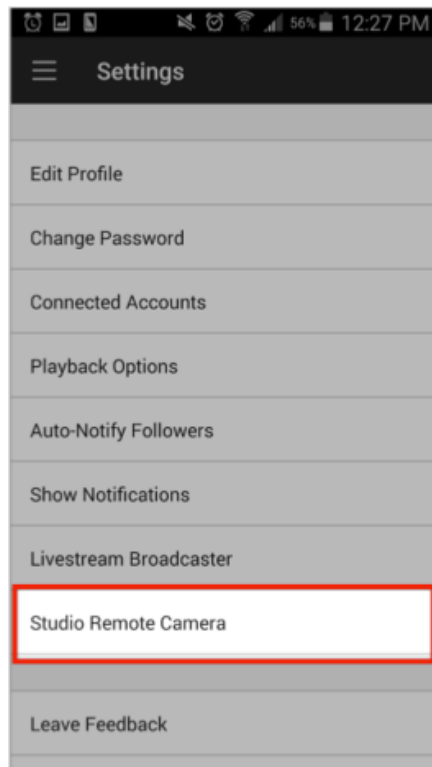 56% 12:27 PM
Settings
Edit Profile
Change Password
Connected Accounts
Playback Options
Auto-Notify Followers
Show Notifications
Livestream Broadcaster
Studio Remote Camera
Leave Feedback